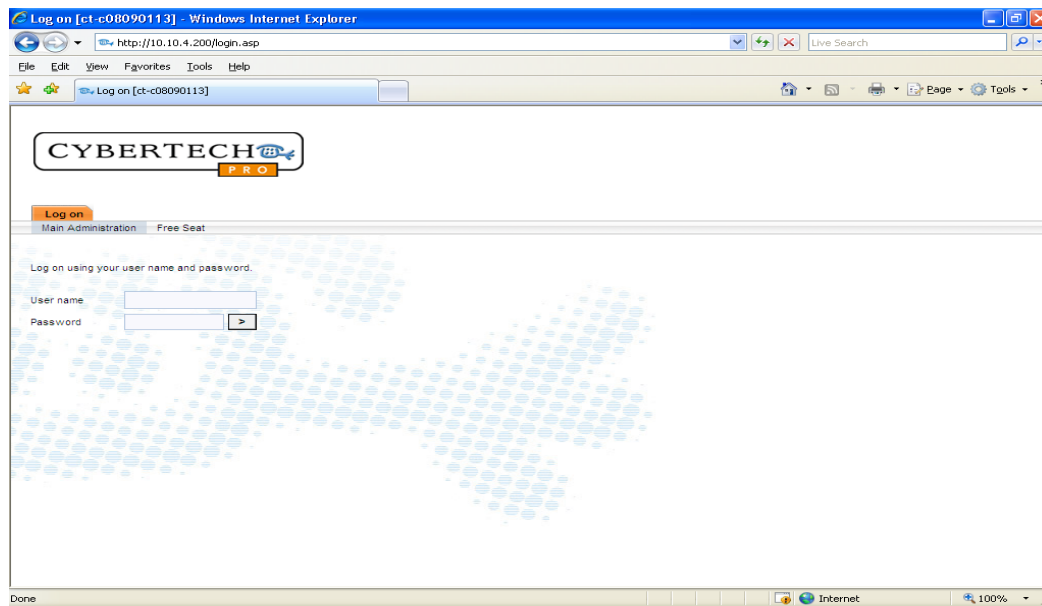 Log on [ct-c08090113] - Windows Internet Explorer
http://10.10.4.200/login.asp
Live Search
File Edit View Favorites Tools Help
Log on [ct-c08090113]
Page Tools
CYBERTECH
PRO
Log on
Main Administration Free Seat
Log on using your user name and password.
User name
Password >
Done Internet 100%